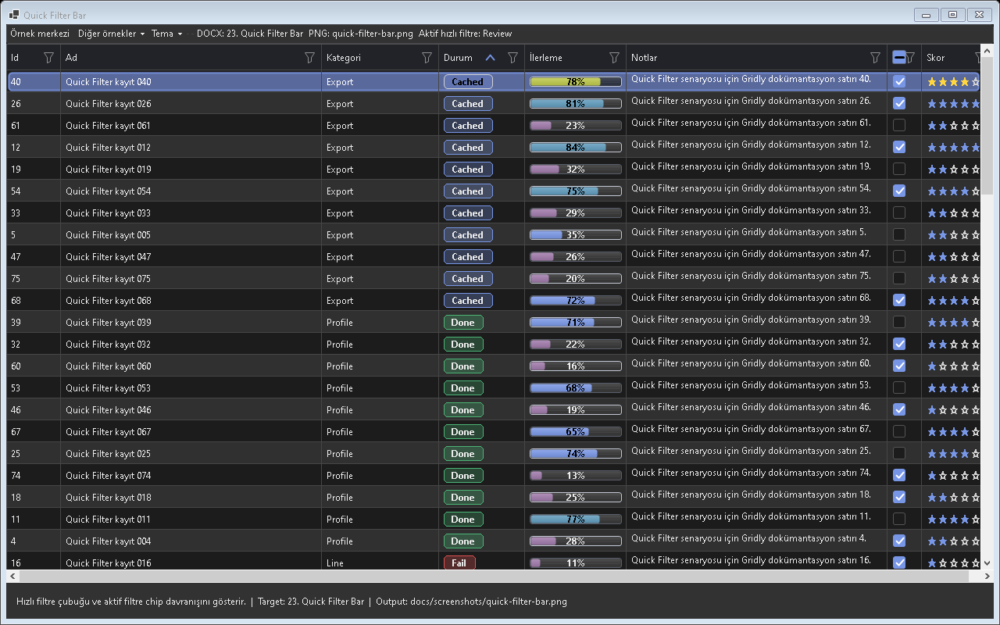 Quick Filter Bar
Örnek merkezi Diğer örnekler Tema DOCX: 23. Quick Filter Bar PNG: quick-filter-bar.png Aktif hızlı filtre: Review
Id Ad Kategori Durum İlerleme Notlar Skor
40 Quick Filter kayıt 040 Export Cached 78% Quick Filter senaryosu için Gridly dokümantasyon satırı 40.
26 Quick Filter kayıt 026 Export Cached 81% Quick Filter senaryosu için Gridly dokümantasyon satırı 26.
61 Quick Filter kayıt 061 Export Cached 23% Quick Filter senaryosu için Gridly dokümantasyon satırı 61.
12 Quick Filter kayıt 012 Export Cached 84% Quick Filter senaryosu için Gridly dokümantasyon satırı 12.
19 Quick Filter kayıt 019 Export Cached 32% Quick Filter senaryosu için Gridly dokümantasyon satırı 19.
54 Quick Filter kayıt 054 Export Cached 75% Quick Filter senaryosu için Gridly dokümantasyon satırı 54.
33 Quick Filter kayıt 033 Export Cached 29% Quick Filter senaryosu için Gridly dokümantasyon satırı 33.
5 Quick Filter kayıt 005 Export Cached 35% Quick Filter senaryosu için Gridly dokümantasyon satırı 5.
47 Quick Filter kayıt 047 Export Cached 26% Quick Filter senaryosu için Gridly dokümantasyon satırı 47.
75 Quick Filter kayıt 075 Export Cached 20% Quick Filter senaryosu için Gridly dokümantasyon satırı 75.
68 Quick Filter kayıt 068 Export Cached 72% Quick Filter senaryosu için Gridly dokümantasyon satırı 68.
39 Quick Filter kayıt 039 Profile Done 71% Quick Filter senaryosu için Gridly dokümantasyon satırı 39.
32 Quick Filter kayıt 032 Profile Done 22% Quick Filter senaryosu için Gridly dokümantasyon satırı 32.
60 Quick Filter kayıt 060 Profile Done 16% Quick Filter senaryosu için Gridly dokümantasyon satırı 60.
53 Quick Filter kayıt 053 Profile Done 68% Quick Filter senaryosu için Gridly dokümantasyon satırı 53.
46 Quick Filter kayıt 046 Profile Done 19% Quick Filter senaryosu için Gridly dokümantasyon satırı 46.
67 Quick Filter kayıt 067 Profile Done 65% Quick Filter senaryosu için Gridly dokümantasyon satırı 67.
25 Quick Filter kayıt 025 Profile Done 74% Quick Filter senaryosu için Gridly dokümantasyon satırı 25.
74 Quick Filter kayıt 074 Profile Done 13% Quick Filter senaryosu için Gridly dokümantasyon satırı 74.
18 Quick Filter kayıt 018 Profile Done 25% Quick Filter senaryosu için Gridly dokümantasyon satırı 18.
11 Quick Filter kayıt 011 Profile Done 77% Quick Filter senaryosu için Gridly dokümantasyon satırı 11.
4 Quick Filter kayıt 004 Profile Done 28% Quick Filter senaryosu için Gridly dokümantasyon satırı 4.
16 Quick Filter kayıt 016 Line Fail 11% Quick Filter senaryosu için Gridly dokümantasyon satırı 16.
Hızlı filtre çubuğu ve aktif filtre chip davranışını gösterir. | Target: 23. Quick Filter Bar | Output: docs/screenshots/quick-filter-bar.png